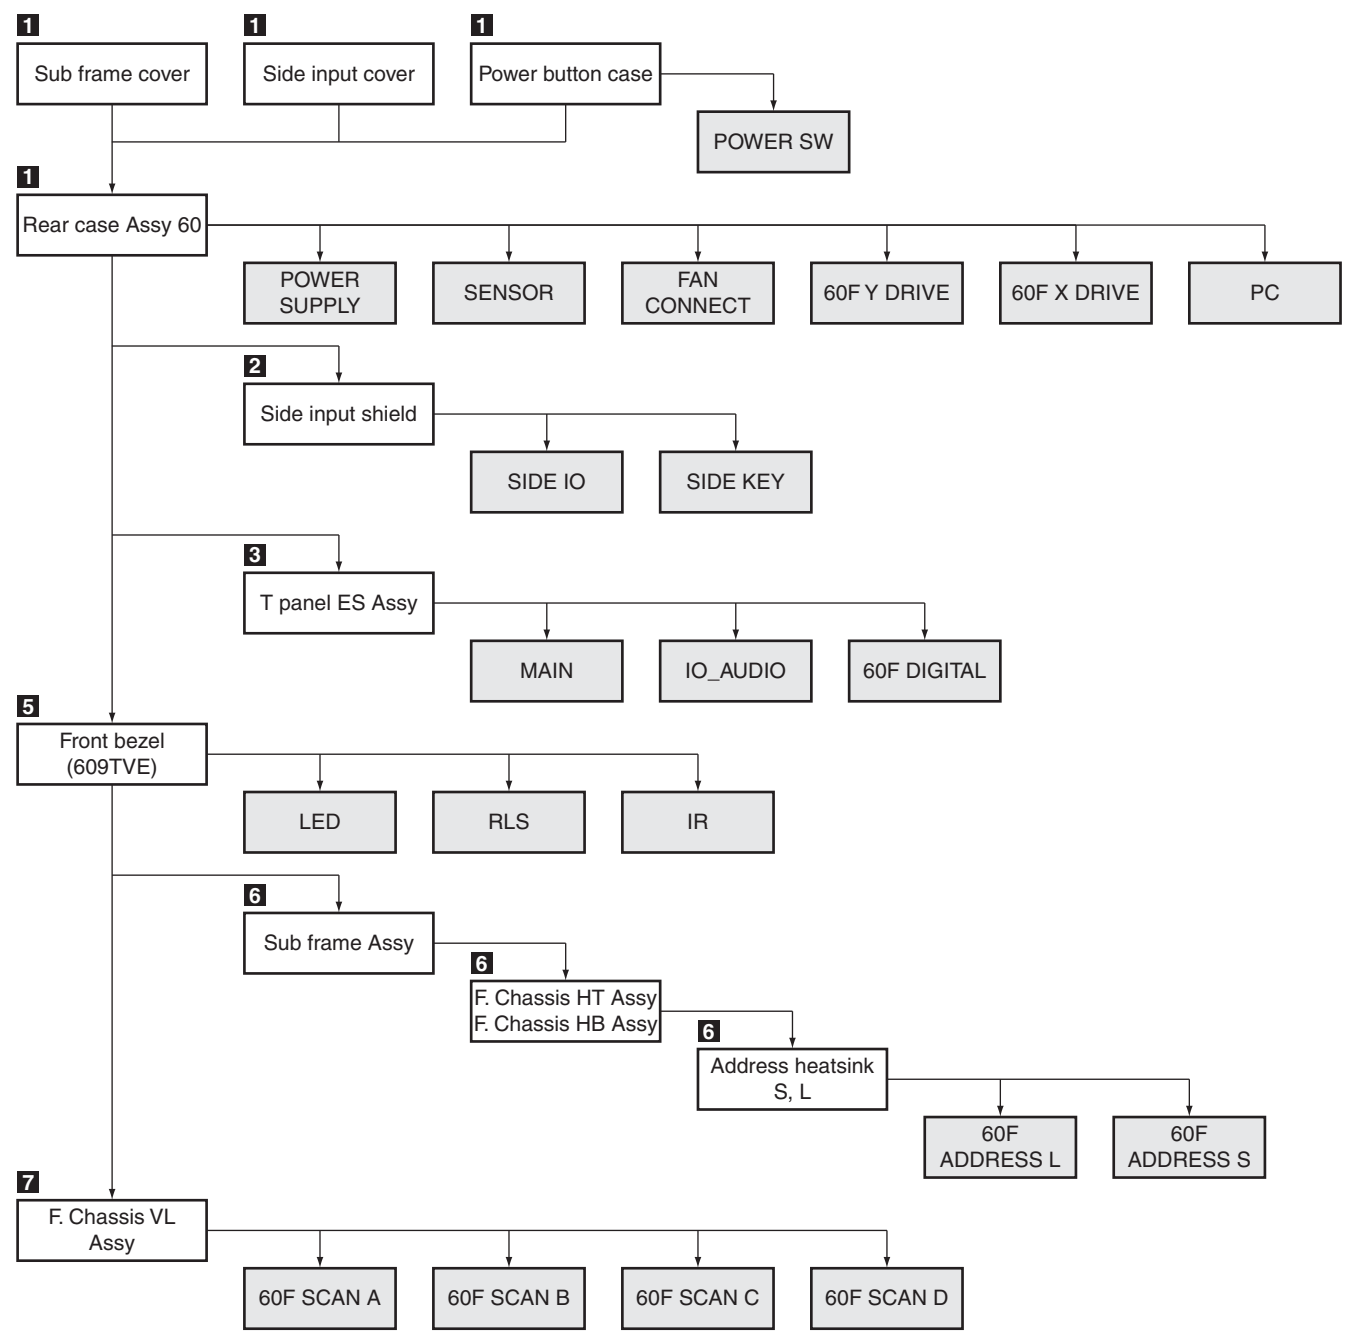 1
1
1
Sub frame cover
Side input cover
Power button case
POWER SW
1
Rear case Assy 60
POWER
SUPPLY
SENSOR
FAN
CONNECT
60F Y DRIVE
60F X DRIVE
PC
2
Side input shield
SIDE IO
SIDE KEY
3
T panel ES Assy
MAIN
IO_AUDIO
60F DIGITAL
5
Front bezel
(609TVE)
LED
RLS
IR
6
Sub frame Assy
6
F. Chassis HT Assy
F. Chassis HB Assy
6
Address heatsink
S, L
60F
ADDRESS L
60F
ADDRESS S
7
F. Chassis VL
Assy
60F SCAN A
60F SCAN B
60F SCAN C
60F SCAN D